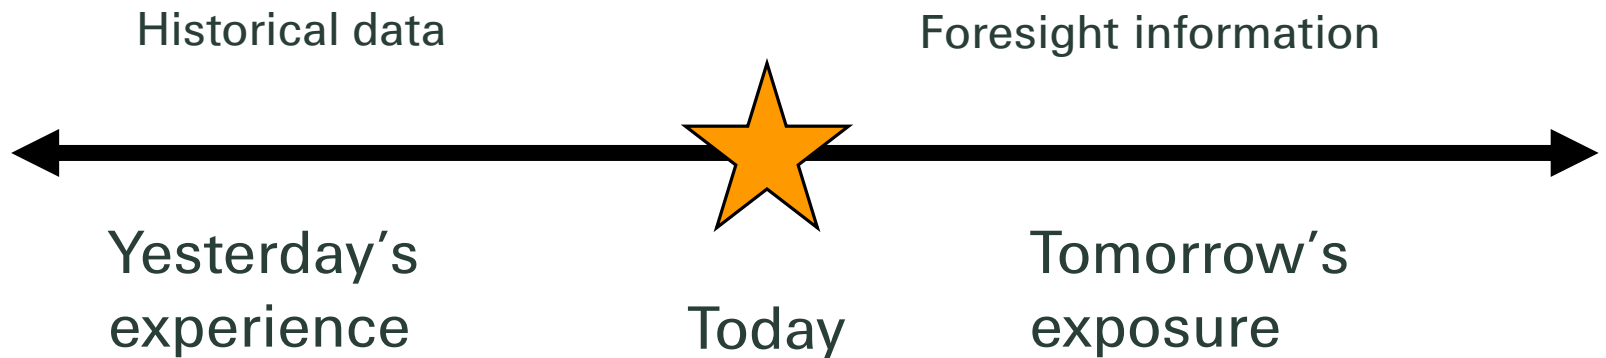 Historical data
Foresight information
Yesterday’s
experience
Today
Tomorrow’s
exposure